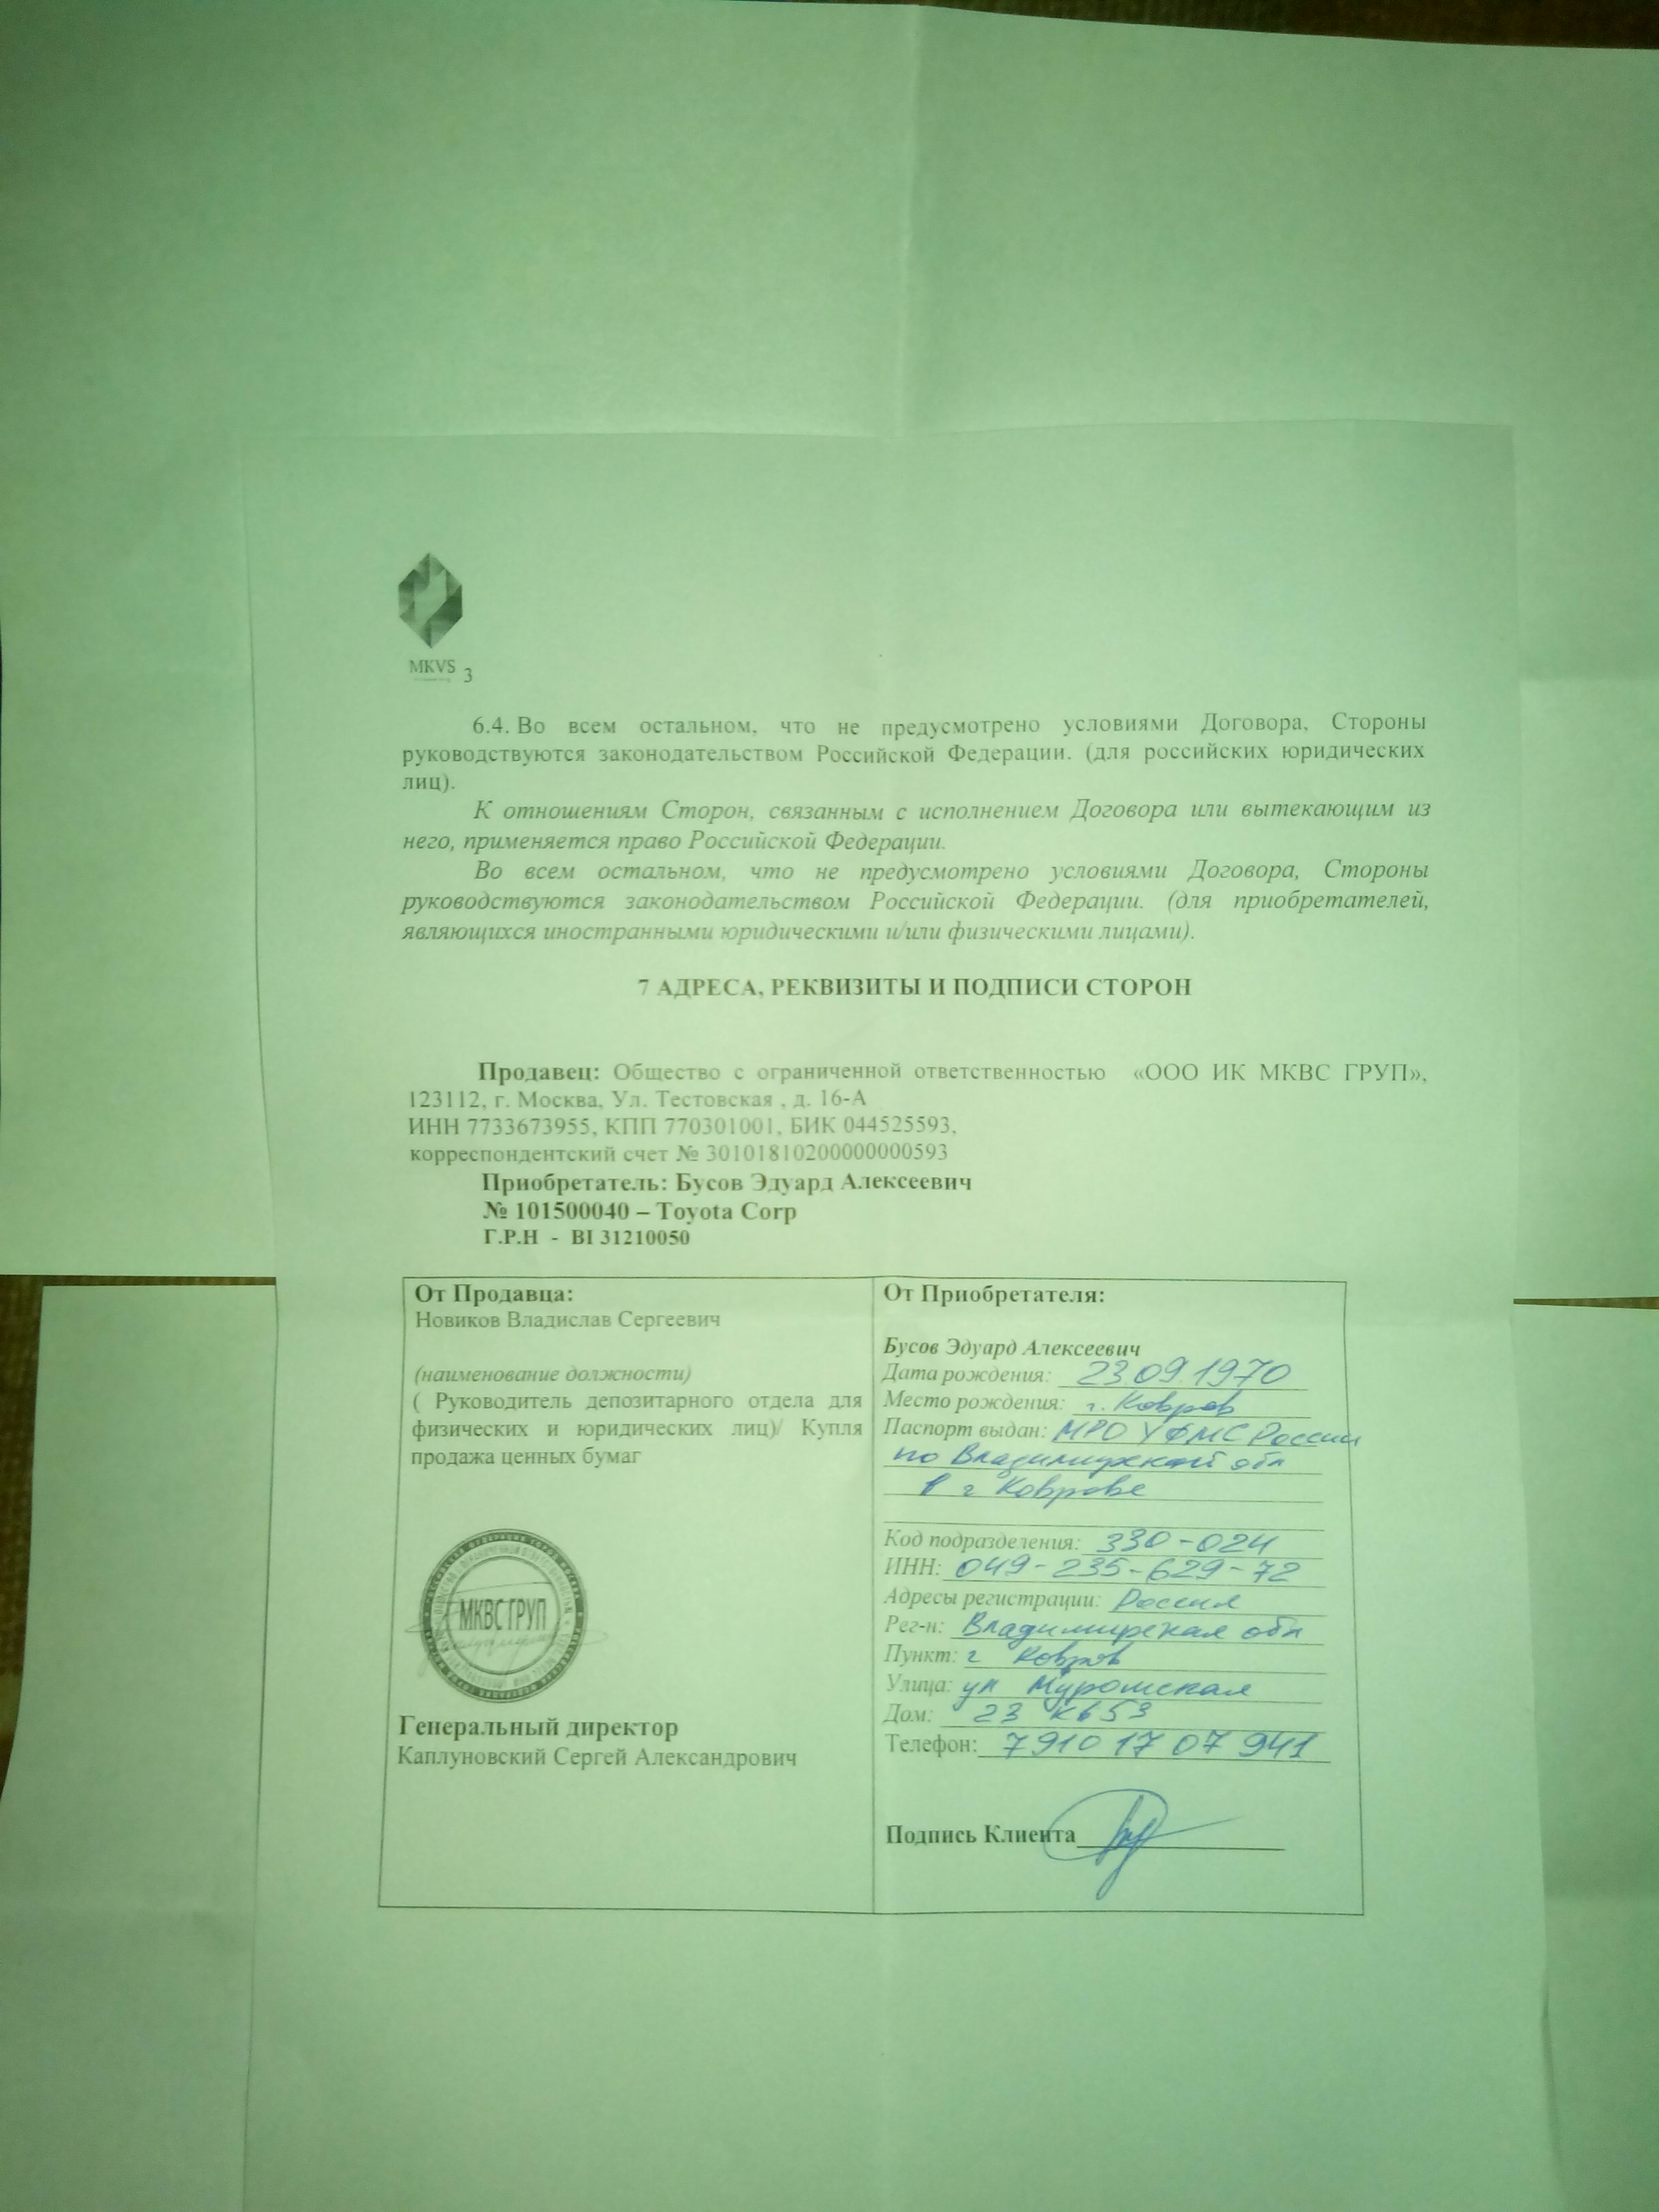 MKVS 3
6.4. Во всем остальном, что не предусмотрено условиями Договора, Стороны
руководствуются законодательством Российской Федерации. (для российских юридических
лиц).
К отношениям Сторон, связанным с исполнением Договора или вытекающим из
него, применяется право Российской Федерации.
Во всем остальном, что не предусмотрено условиями Договора, Стороны
руководствуются законодательством Российской Федерации. (для приобретателей,
являющихся иностранными юридическими и/или физическими лицами).
7 АДРЕСА, РЕКВИЗИТЫ И ПОДПИСИ СТОРОН
Продавец: Общество с ограниченной ответственностью «ООО ИК МКВС ГРУП»,
123112, г. Москва, Ул. Тестовская , д. 16-А
ИНН 7733673955, КПП 770301001, БИК 044525593,
корреспондентский счет № 30101810200000000593
Приобретатель: Бусов Эдуард Алексеевич
№ 101500040 – Toyota Corp
Г.Р.Н - BI 31210050
От Продавца:
Новиков Владислав Сергеевич
(наименование должности)
( Руководитель депозитарного отдела для
физических и юридических лиц)/ Купля
продажа ценных бумаг
МКВС ГРУП
Генеральный директор
Каплуновский Сергей Александрович
От Приобретателя:
Бусов Эдуард Алексеевич
Дата рождения: 23.09.1970
Место рождения: г. Ковров
Паспорт выдан: МРО УФМС России
по Владимирской обл
в г Коврове
Код подразделения: 330-024
ИНН: 049-235-629-72
Адресы регистрации: Россия
Рег-н: Владимирская обл
Пункт: г Ковров
Улица: ул Муромская
Дом: 23 кв 53
Телефон: 7910 17 07 941
Подпись Клиента